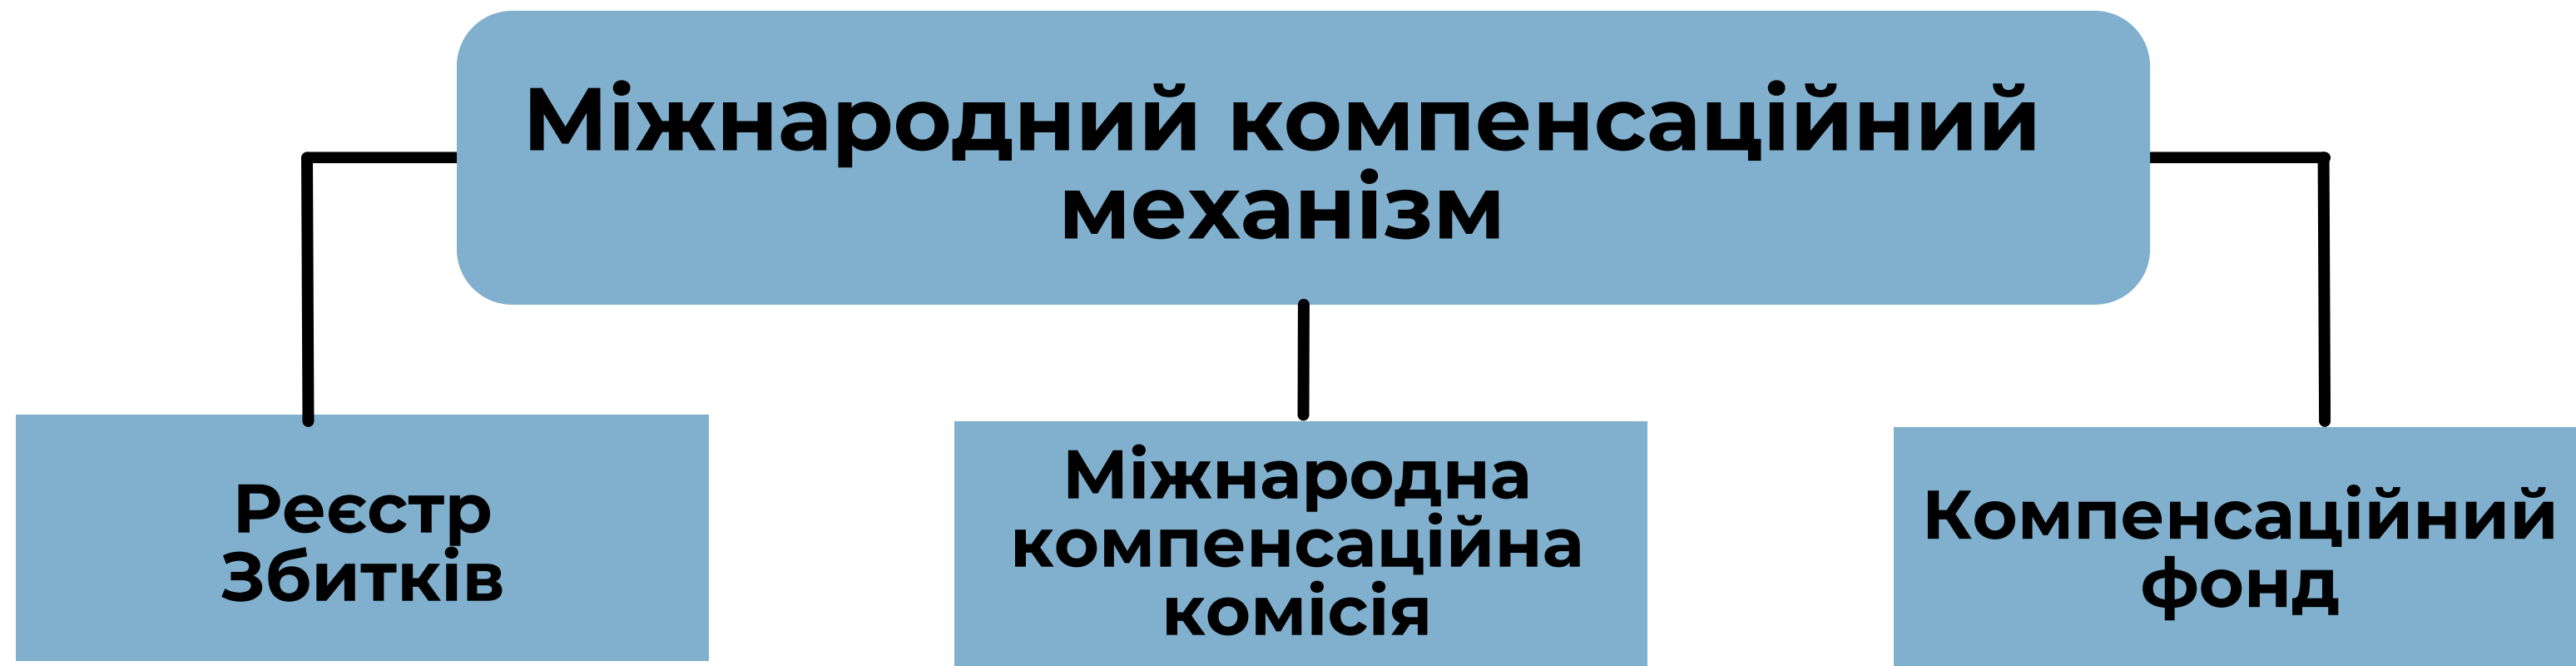 Міжнародний компенсаційний
механізм
Реєстр
Збитків
Міжнародна
компенсаційна
комісія
Компенсаційний
фонд